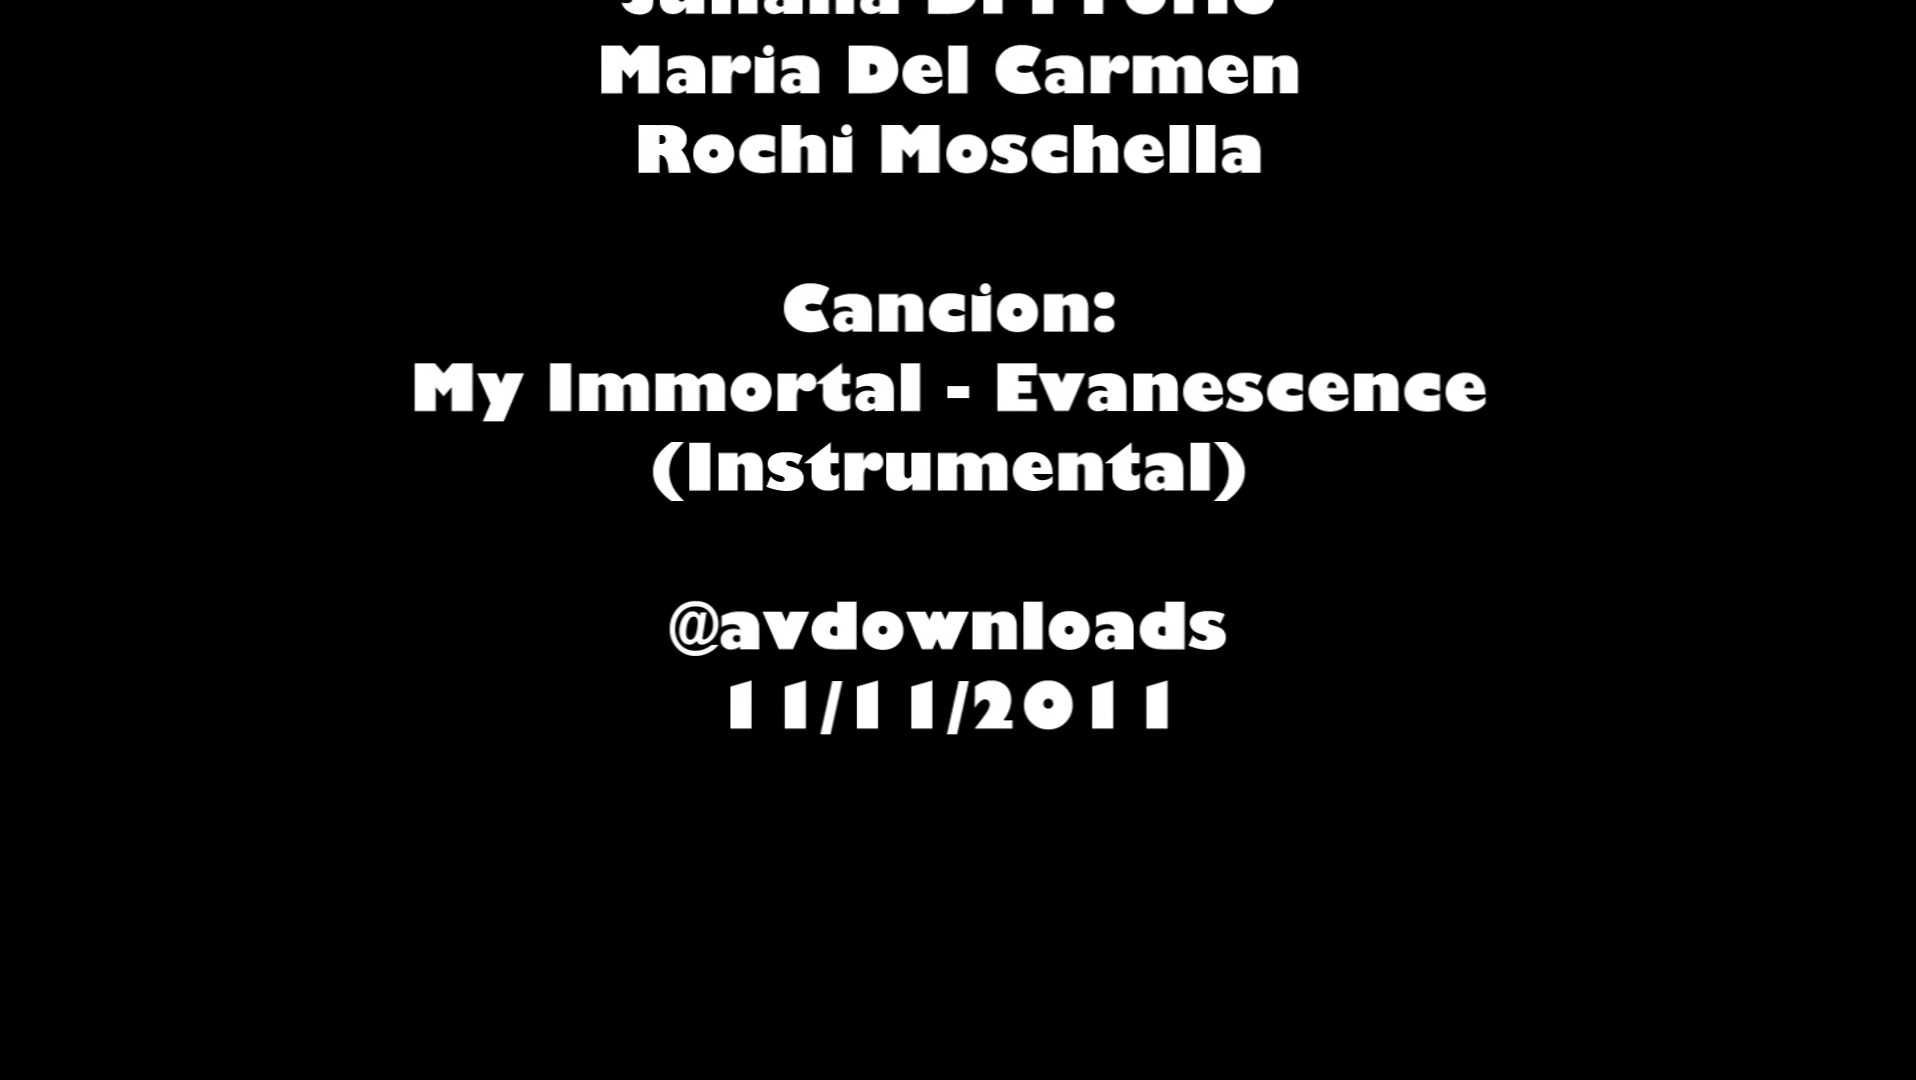 Maria Del Carmen
Rochi Moschella
Cancion:
My Immortal - Evanescence
(Instrumental)
@avdownloads
11/11/2011